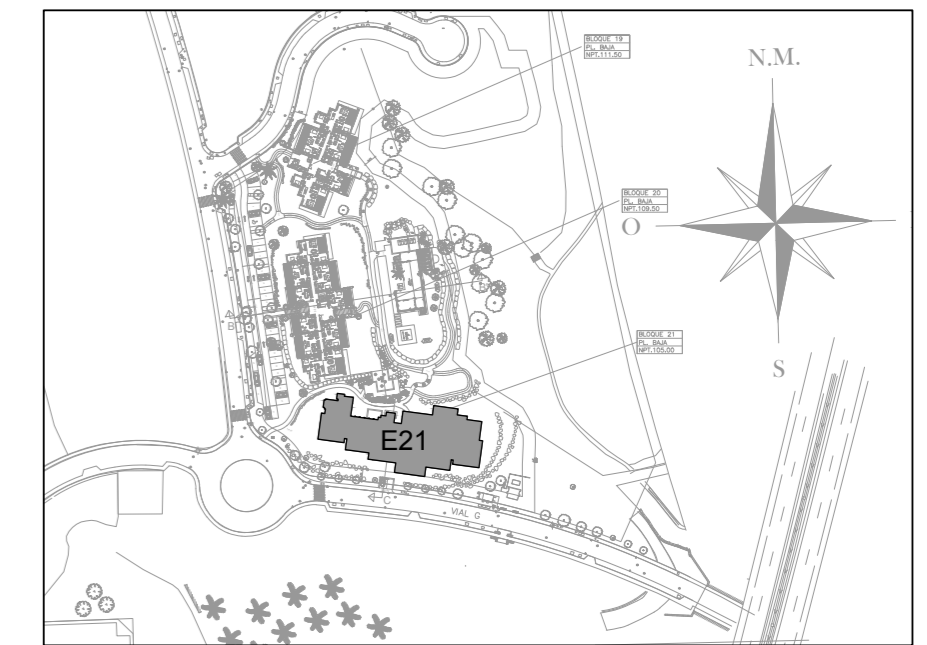 BLOQUE 19
PL. BAJA
NPT.111.50
N.M.
BLOQUE 20
PL. BAJA
NPT.109.50
O
B
BLOQUE 21
PL. BAJA
NPT.105.00
S
E21
C
VIAL G